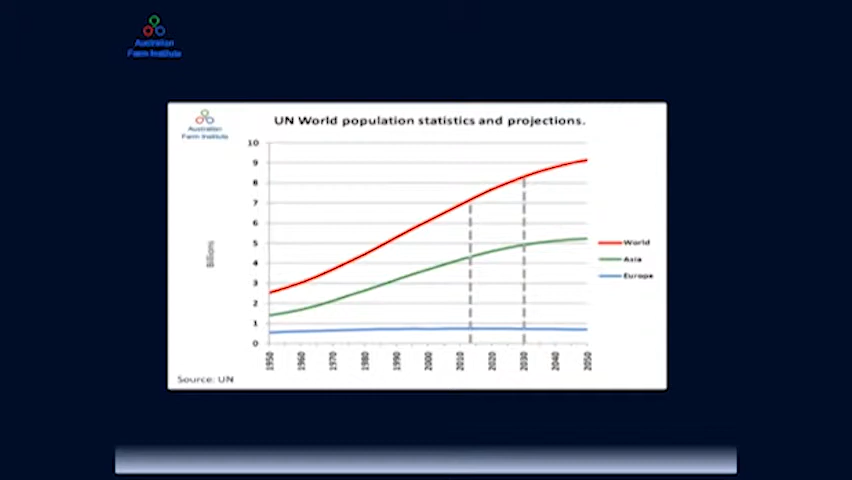 Australian
Farm Institute
Australian
Farm Institute
UN World population statistics and projections.
10
9
8
7
6
5
4
3
2
1
0
Billions
1950
1960
1970
1980
1990
2000
2010
2020
2030
2040
2050
World
Asia
Europe
Source: UN